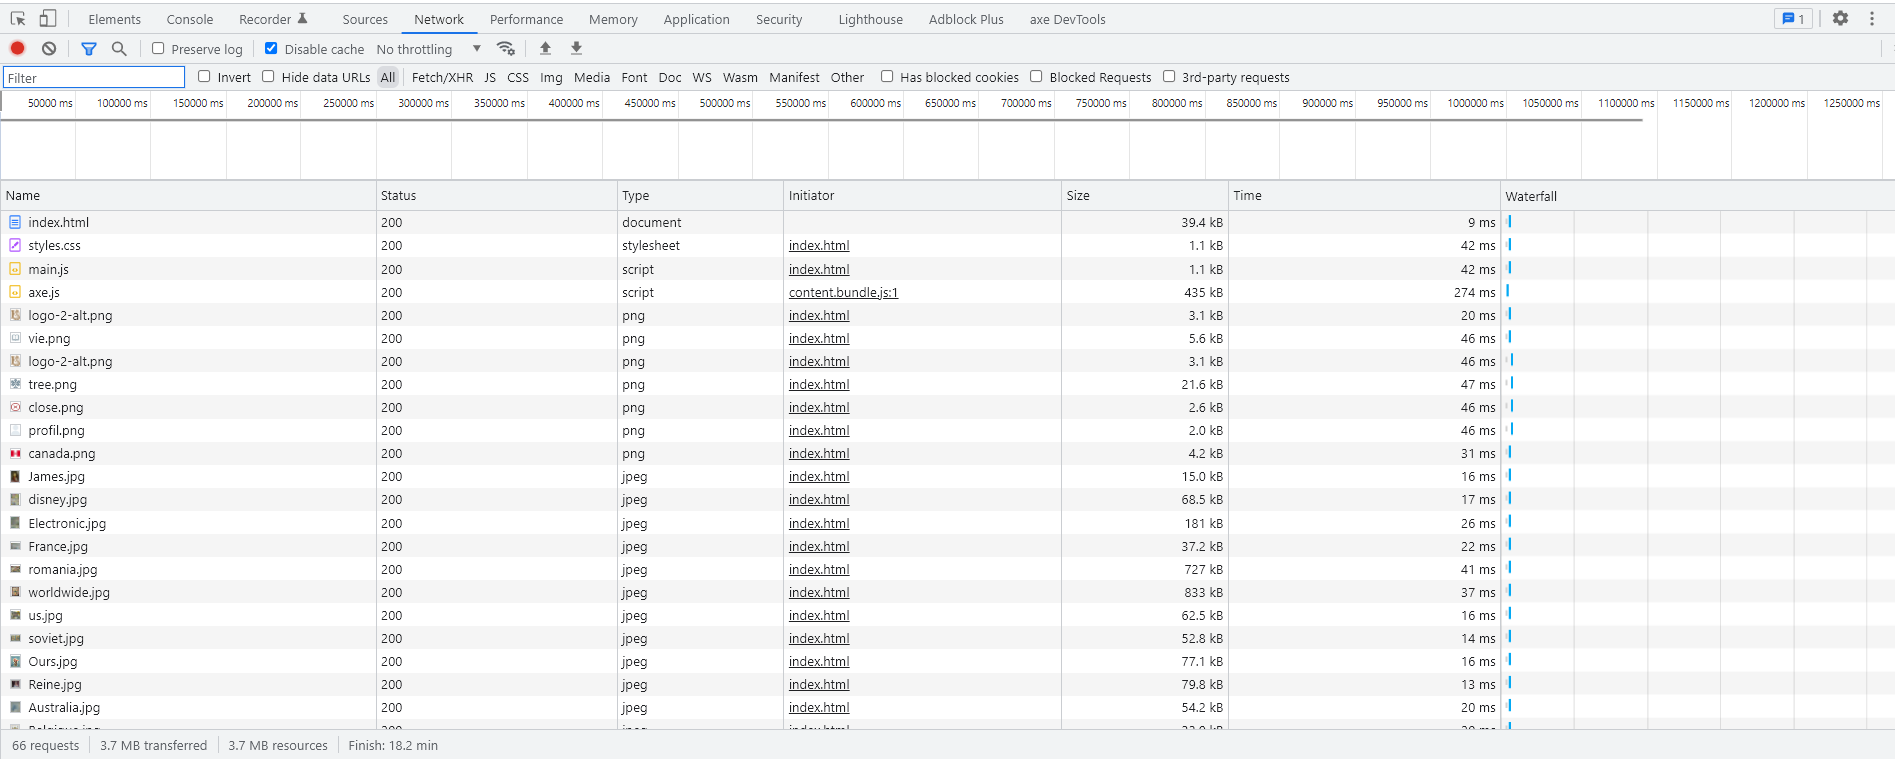 Elements Console Recorder Sources Network Performance Memory Application Security Lighthouse Adblock Plus axe DevTools 1
Preserve log Disable cache No throttling
Filter Invert Hide data URLs All Fetch/XHR JS CSS Img Media Font Doc WS Wasm Manifest Other Has blocked cookies Blocked Requests 3rd-party requests
50000 ms 100000 ms 150000 ms 200000 ms 250000 ms 300000 ms 350000 ms 400000 ms 450000 ms 500000 ms 550000 ms 600000 ms 650000 ms 700000 ms 750000 ms 800000 ms 850000 ms 900000 ms 950000 ms 1000000 ms 1050000 ms 1100000 ms 1150000 ms 1200000 ms 1250000 ms
Name Status Type Initiator Size Time Waterfall
index.html 200 document 39.4 kB 9 ms
styles.css 200 stylesheet index.html 1.1 kB 42 ms
main.js 200 script index.html 1.1 kB 42 ms
axe.js 200 script content.bundle.js:1 435 kB 274 ms
logo-2-alt.png 200 png index.html 3.1 kB 20 ms
vie.png 200 png index.html 5.6 kB 46 ms
logo-2-alt.png 200 png index.html 3.1 kB 46 ms
tree.png 200 png index.html 21.6 kB 47 ms
close.png 200 png index.html 2.6 kB 46 ms
profil.png 200 png index.html 2.0 kB 46 ms
canada.png 200 png index.html 4.2 kB 31 ms
James.jpg 200 jpeg index.html 15.0 kB 16 ms
disney.jpg 200 jpeg index.html 68.5 kB 17 ms
Electronic.jpg 200 jpeg index.html 181 kB 26 ms
France.jpg 200 jpeg index.html 37.2 kB 22 ms
romania.jpg 200 jpeg index.html 727 kB 41 ms
worldwide.jpg 200 jpeg index.html 833 kB 37 ms
us.jpg 200 jpeg index.html 62.5 kB 16 ms
soviet.jpg 200 jpeg index.html 52.8 kB 14 ms
Ours.jpg 200 jpeg index.html 77.1 kB 16 ms
Reine.jpg 200 jpeg index.html 79.8 kB 13 ms
Australia.jpg 200 jpeg index.html 54.2 kB 20 ms
66 requests 3.7 MB transferred 3.7 MB resources Finish: 18.2 min